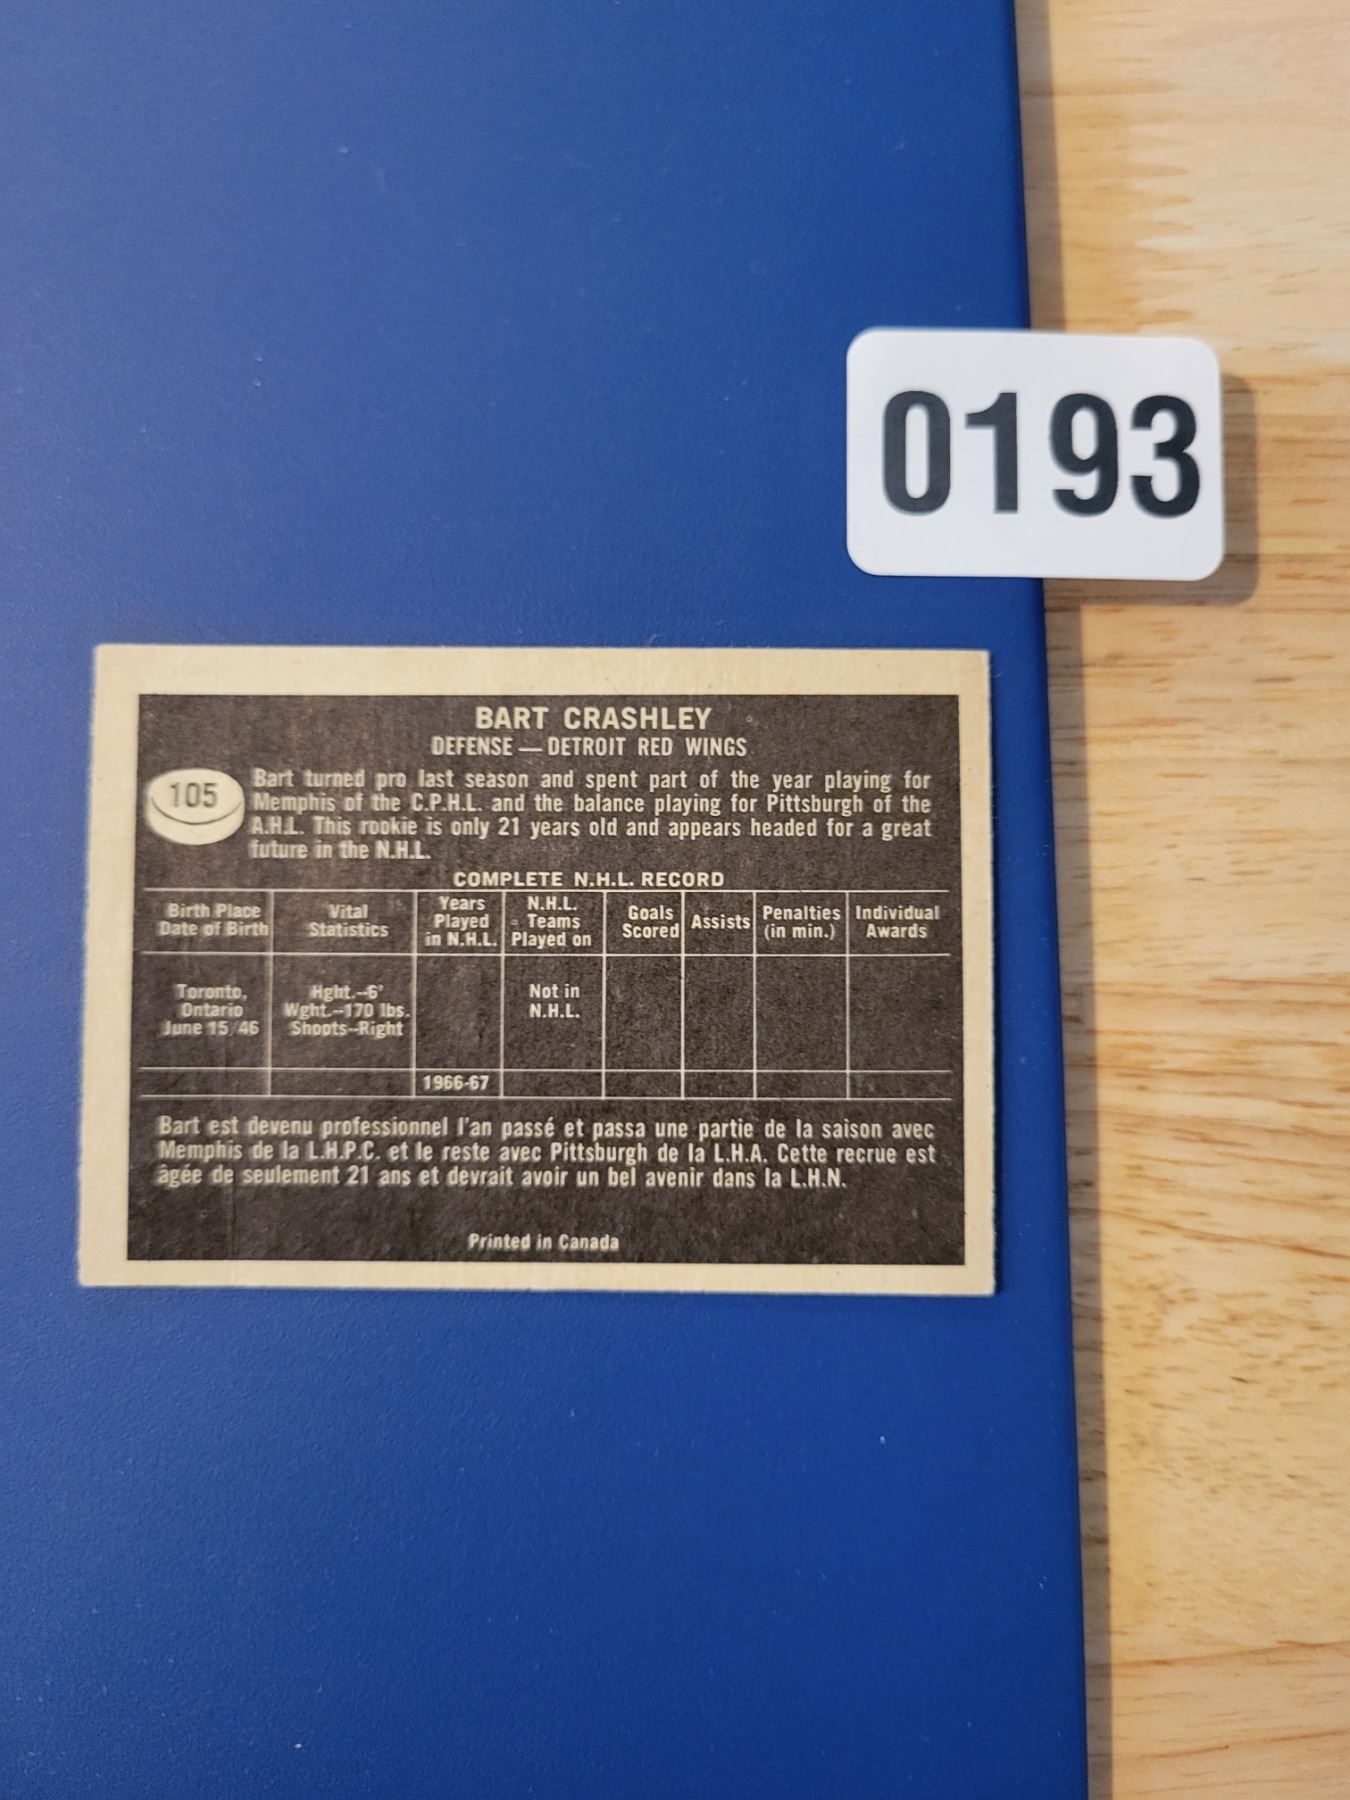 0193
BART CRASHLEY
DEFENSE — DETROIT RED WINGS
105
Bart turned pro last season and spent part of the year playing for
Memphis of the C.P.H.L. and the balance playing for Pittsburgh of the
A.H.L. This rookie is only 21 years old and appears headed for a great
future in the N.H.L.
COMPLETE N.H.L. RECORD
Birth Place
Date of Birth
Vital
Statistics
Years
Played
in N.H.L.
N.H.L.
Teams
Played on
Goals
Scored
Assists
Penalties
(in min.)
Individual
Awards
Toronto,
Ontario
June 15/46
Hght.--6'
Wght.--170 lbs.
Shoots--Right
Not in
N.H.L.
1966-67
Bart est devenu professionnel l'an passé et passa une partie de la saison avec
Memphis de la L.H.P.C. et le reste avec Pittsburgh de la L.H.A. Cette recrue est
âgée de seulement 21 ans et devrait avoir un bel avenir dans la L.H.N.
Printed in Canada